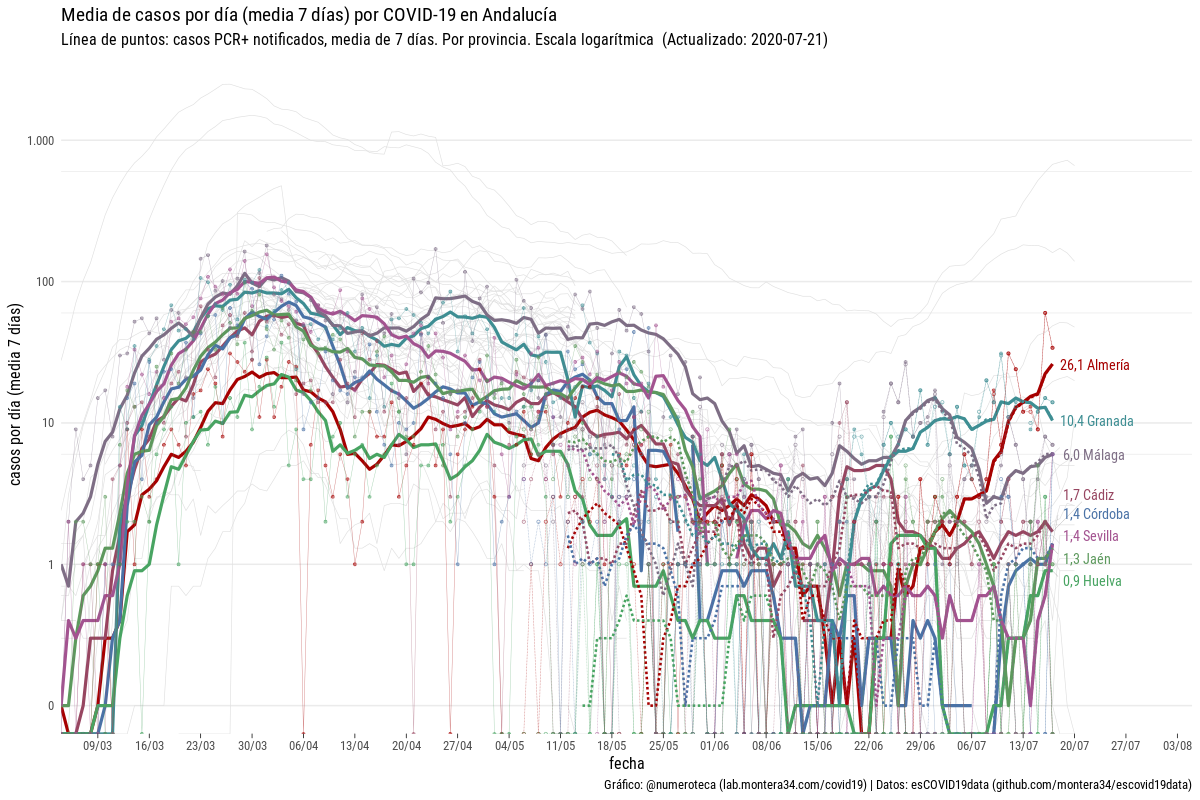 Media de casos por día (media 7 días) por COVID-19 en Andalucía
Línea de puntos: casos PCR+ notificados, media de 7 días. Por provincia. Escala logarítmica  (Actualizado: 2020-07-21)
casos por día (media 7 días)
1.000
100
10
1
0
26,1 Almería
10,4 Granada
6,0 Málaga
1,7 Cádiz
1,4 Córdoba
1,4 Sevilla
1,3 Jaén
0,9 Huelva
09/03 16/03 23/03 30/03 06/04 13/04 20/04 27/04 04/05 11/05 18/05 25/05 01/06 08/06 15/06 22/06 29/06 06/07 13/07 20/07 27/07 03/08
fecha
Gráfico: @numeroteca (lab.montera34.com/covid19) | Datos: esCOVID19data (github.com/montera34/escovid19data)